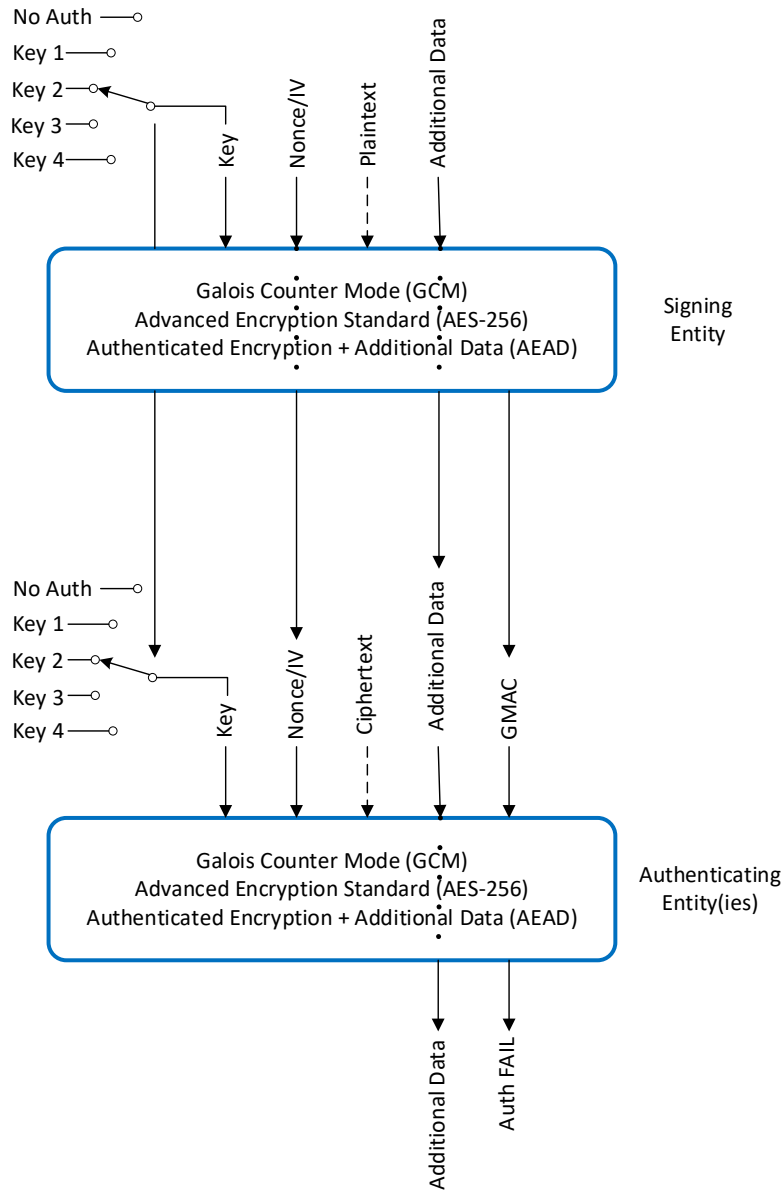 No Auth
Key 1
Key 2
Key 3
Key 4
Key
Nonce/IV
Plaintext
Additional Data
Galois Counter Mode (GCM)
Advanced Encryption Standard (AES-256)
Authenticated Encryption + Additional Data (AEAD)
Signing
Entity
No Auth
Key 1
Key 2
Key 3
Key 4
Key
Nonce/IV
Ciphertext
Additional Data
GMAC
Galois Counter Mode (GCM)
Advanced Encryption Standard (AES-256)
Authenticated Encryption + Additional Data (AEAD)
Authenticating
Entity(ies)
Additional Data
Auth FAIL